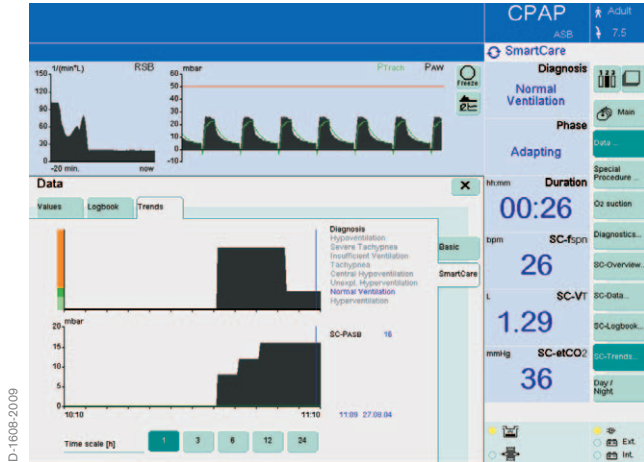 CPAP
Adult
ASB
7.5
SmartCare
1/(min*L)
RSB
mbar
PTrach
PAW
150
120
90
60
30
0
-20 min.
now
60
50
40
30
20
10
0
-10
Freeze
Diagnosis
Normal
Ventilation
Phase
Adapting
hh:mm
Duration
00:26
bpm
SC-fspn
26
L
SC-VT
1.29
mmHg
SC-etCO2
36
Main
Data ...
Special
Procedure ...
O2 suction
Diagnostics...
SC-Overview...
SC-Data...
SC-Logbook...
SC-Trends...
Day /
Night
Ext.
Int.
Data
Values
Logbook
Trends
Basic
SmartCare
Diagnosis
Hypoventilation
Severe Tachypnea
Insufficient Ventilation
Tachypnea
Central Hypoventilation
Unexpl. Hyperventilation
Normal Ventilation
Hyperventilation
mbar
20
15
10
5
0
SC-PASB 16
10:10
11:10
11:09 27.08.04
Time scale [h]
1
3
6
12
24
D-1608-2009